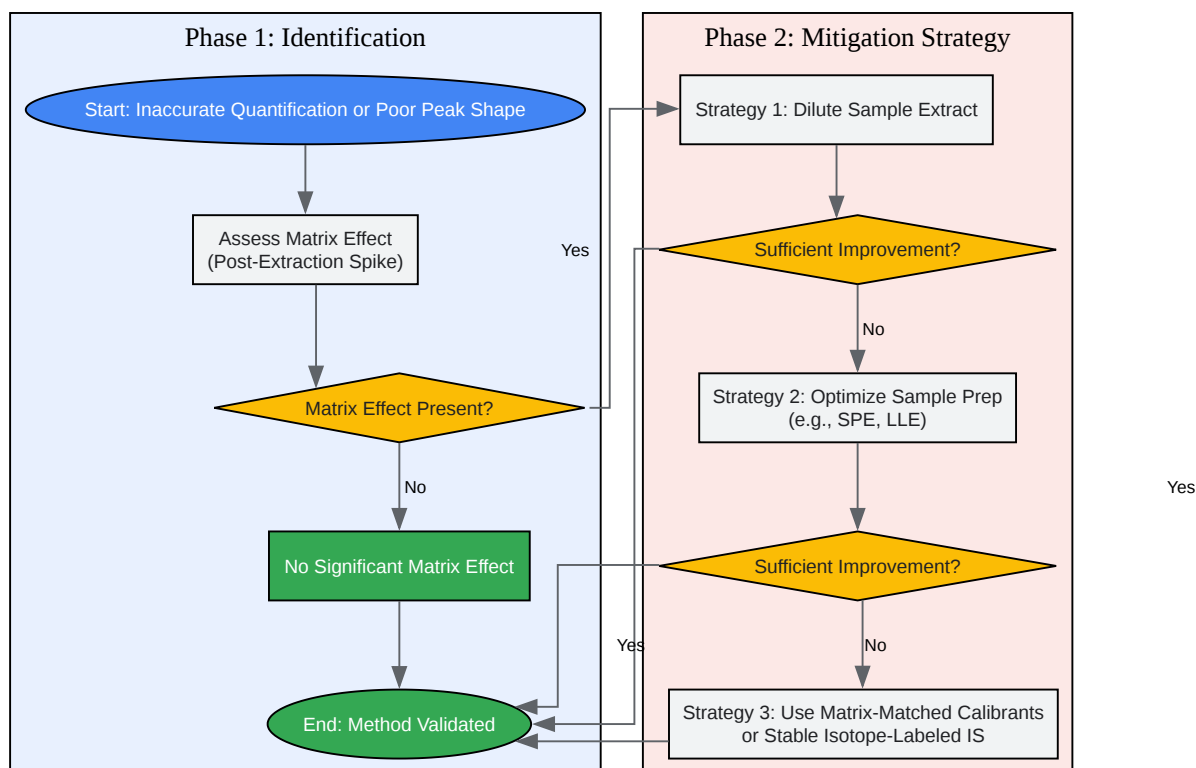 Phase 1: Identification
Start: Inaccurate Quantification or Poor Peak Shape
Assess Matrix Effect
(Post-Extraction Spike)
Yes
Matrix Effect Present?
No
No Significant Matrix Effect
Yes
End: Method Validated
Phase 2: Mitigation Strategy
Strategy 1: Dilute Sample Extract
Sufficient Improvement?
No
Strategy 2: Optimize Sample Prep
(e.g., SPE, LLE)
Yes
Sufficient Improvement?
No
Strategy 3: Use Matrix-Matched Calibrants
or Stable Isotope-Labeled IS